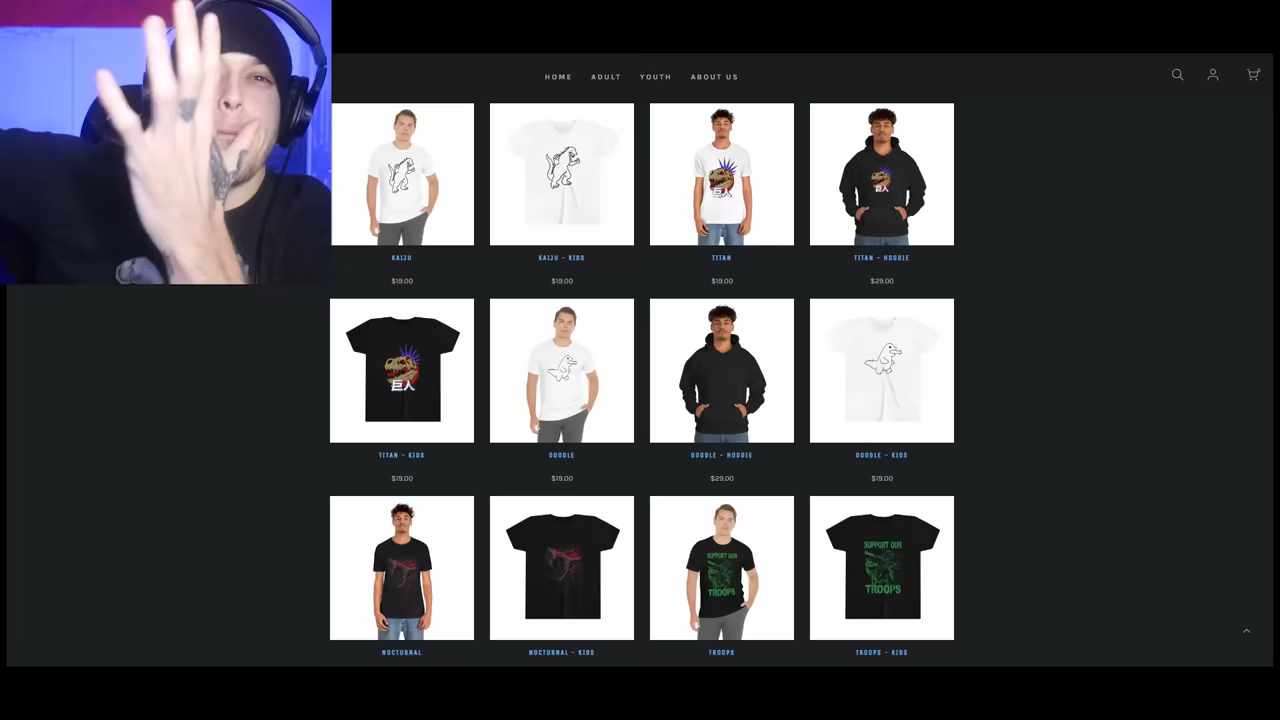 HOME ADULT YOUTH ABOUT US
KAIJU
$19.00
KAIJU - KIDS
$19.00
巨人
TITAN
$19.00
巨人
TITAN - HOODIE
$29.00
巨人
TITAN - KIDS
$19.00
DOODLE
$19.00
DOODLE - HOODIE
$29.00
DOODLE - KIDS
$19.00
NOCTURNAL
NOCTURNAL - KIDS
SUPPORT OUR
TROOPS
TROOPS
SUPPORT OUR
TROOPS
TROOPS - KIDS